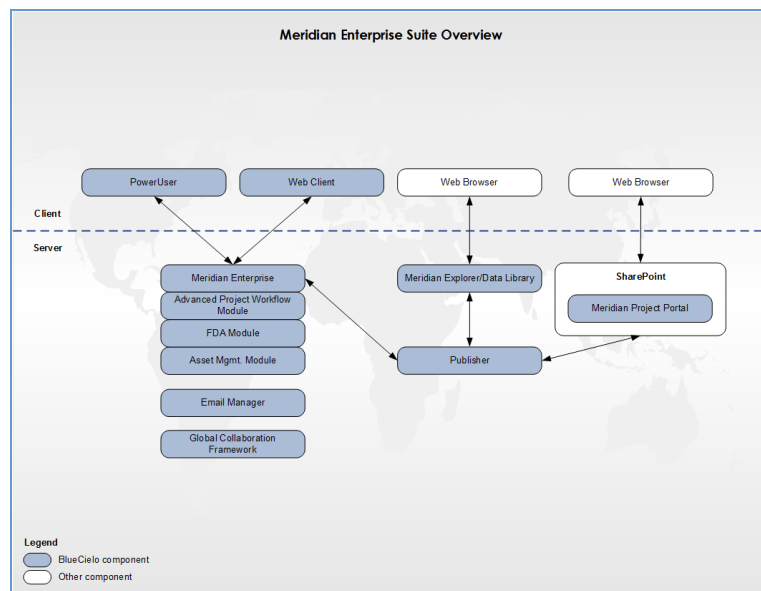 Meridian Enterprise Suite Overview
PowerUser
Web Client
Web Browser
Web Browser
Client
Server
Meridian Enterprise
Meridian Explorer/Data Library
SharePoint
Advanced Project Workflow
Module
Meridian Project Portal
FDA Module
Asset Mgmt. Module
Publisher
Email Manager
Global Collaboration
Framework
Legend
BlueCielo component
Other component